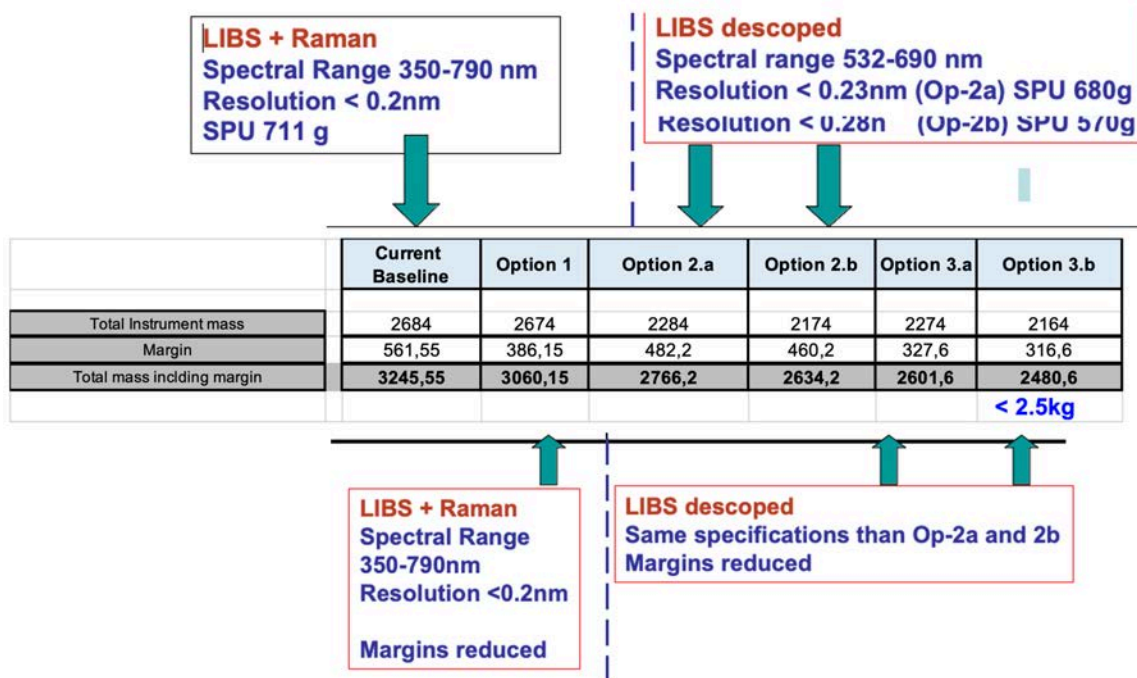 LIBS + Raman
Spectral Range 350-790 nm
Resolution < 0.2nm
SPU 711 g
LIBS descoped
Spectral range 532-690 nm
Resolution < 0.23nm (Op-2a) SPU 680g
Resolution < 0.28n (Op-2b) SPU 570g
Current Baseline Option 1 Option 2.a Option 2.b Option 3.a Option 3.b
Total Instrument mass 2684 2674 2284 2174 2274 2164
Margin 561,55 386,15 482,2 460,2 327,6 316,6
Total mass inclding margin 3245,55 3060,15 2766,2 2634,2 2601,6 2480,6
< 2.5kg
LIBS + Raman
Spectral Range
350-790nm
Resolution <0.2nm
Margins reduced
LIBS descoped
Same specifications than Op-2a and 2b
Margins reduced